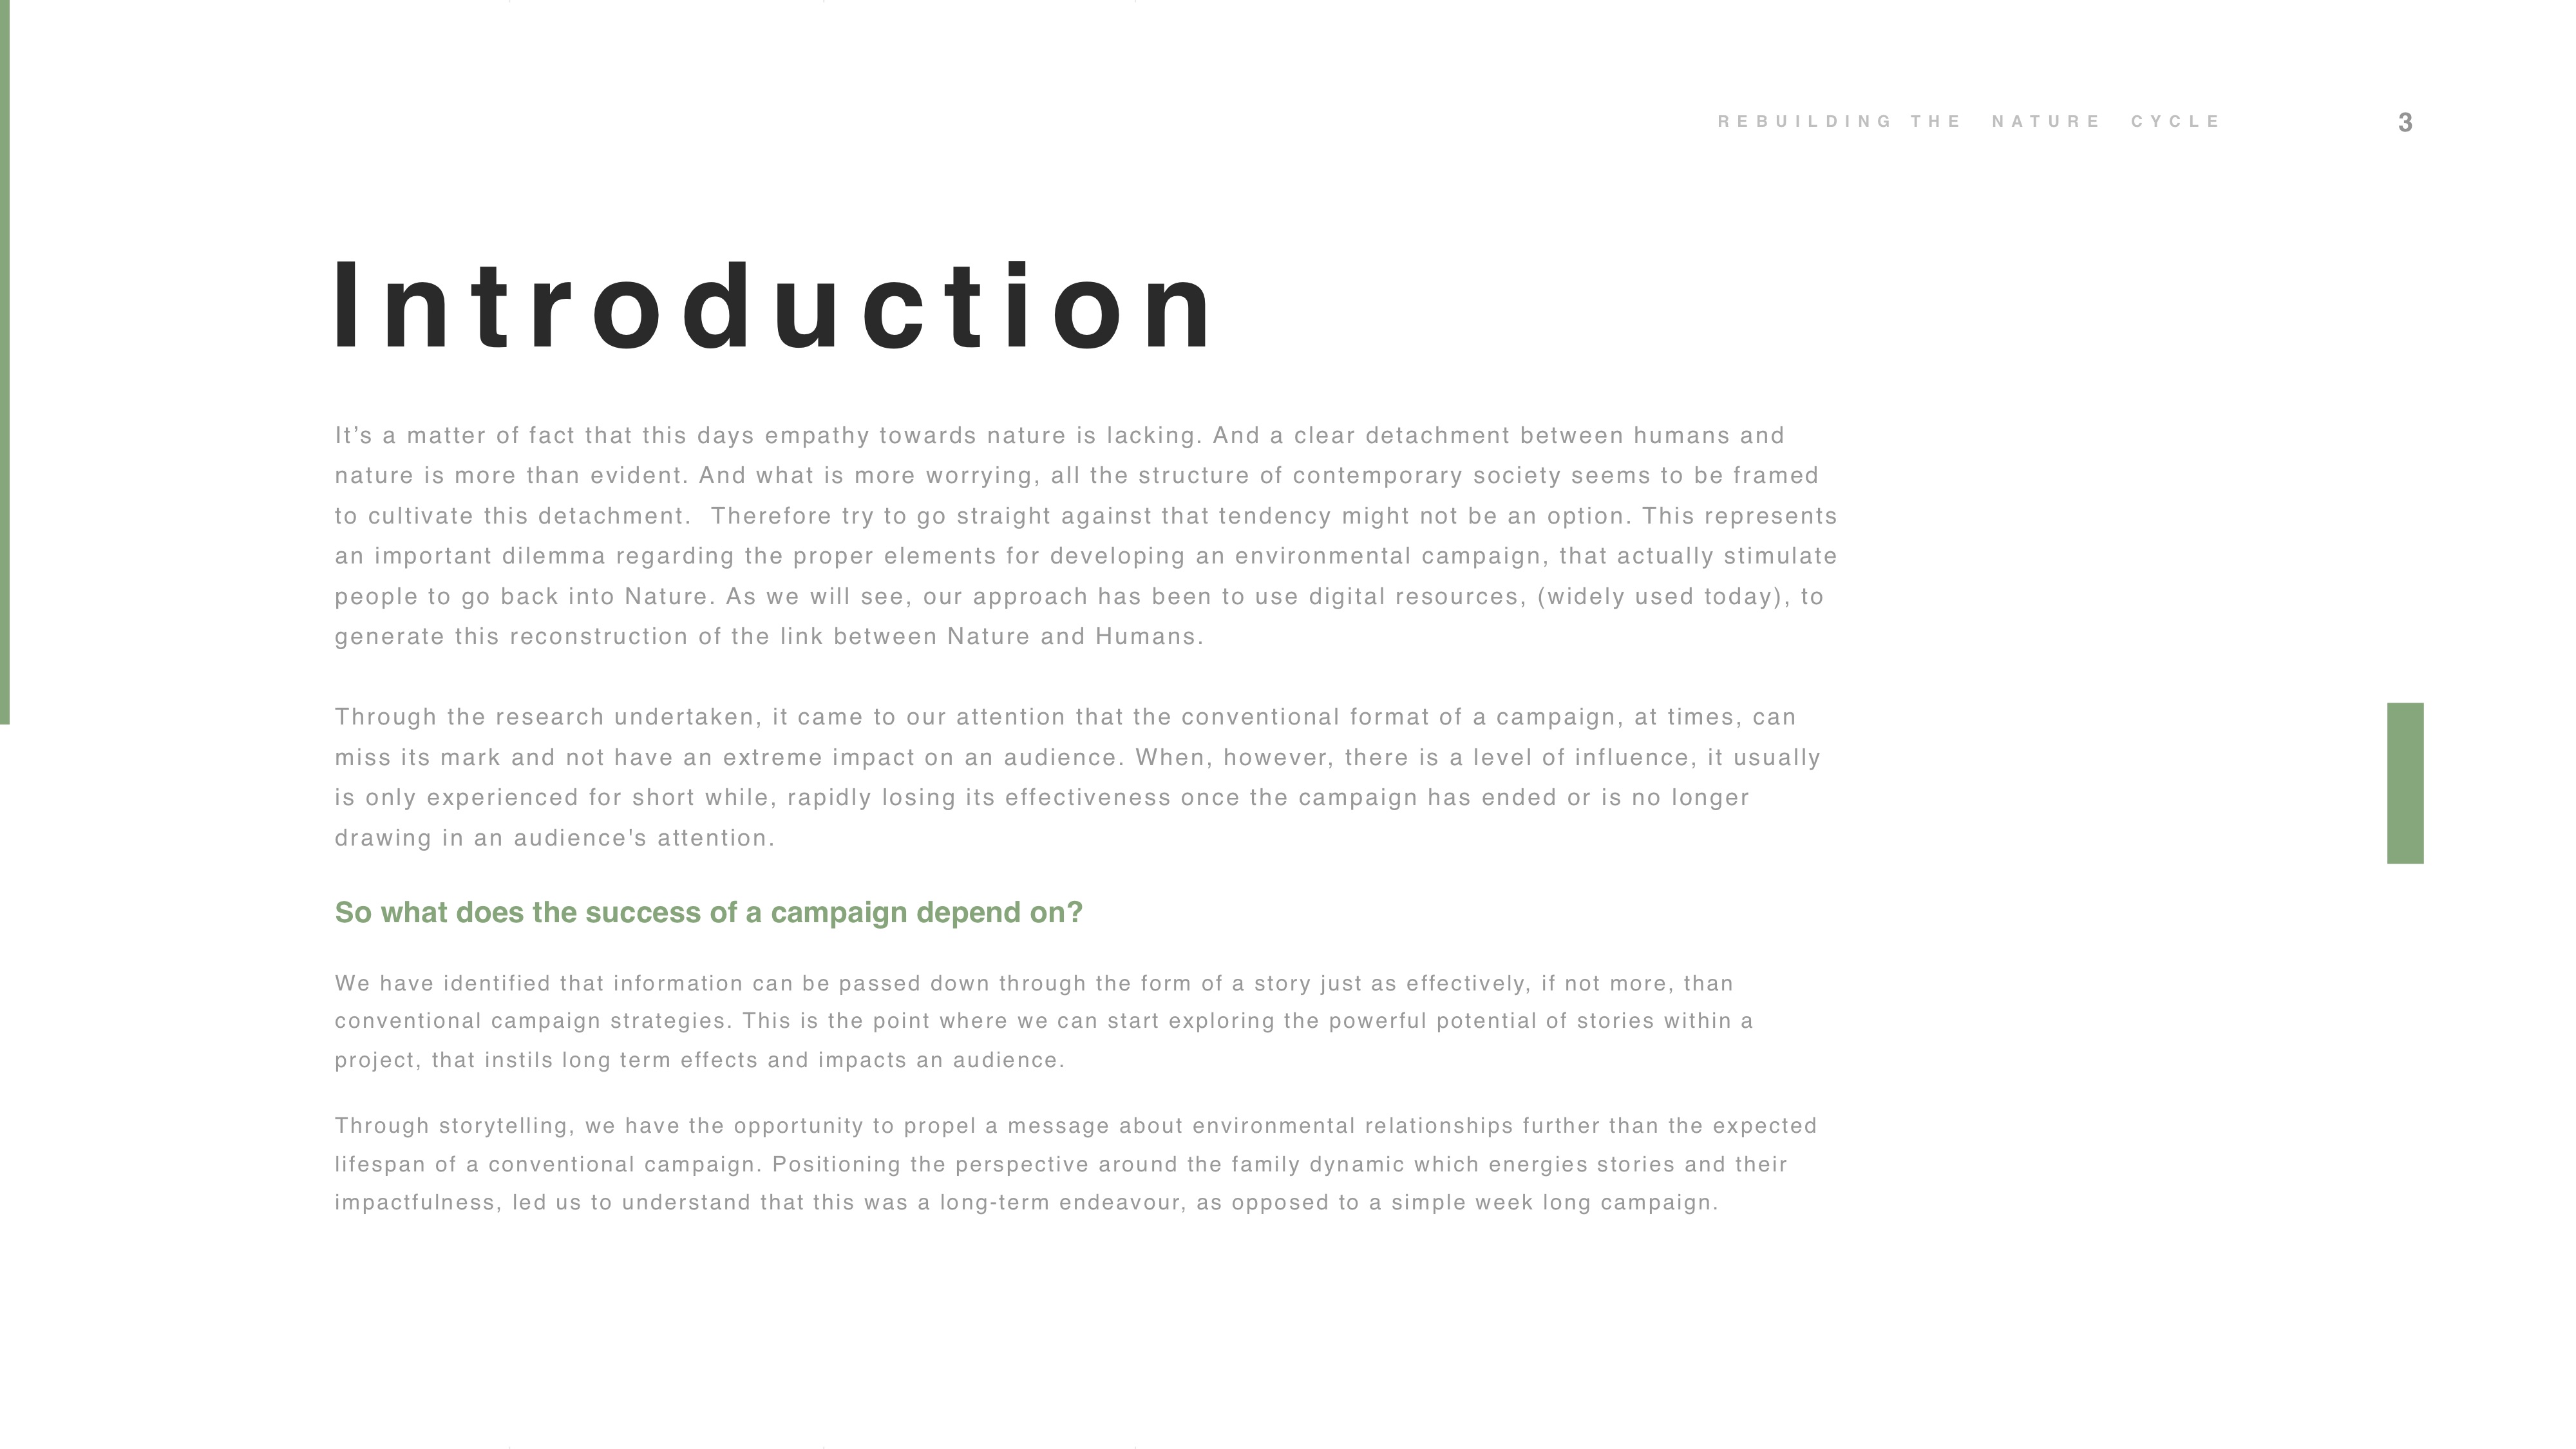 REBUILDING THE NATURE CYCLE
3
Introduction
It’s a matter of fact that this days empathy towards nature is lacking. And a clear detachment between humans and
nature is more than evident. And what is more worrying, all the structure of contemporary society seems to be framed
to cultivate this detachment.  Therefore try to go straight against that tendency might not be an option. This represents
an important dilemma regarding the proper elements for developing an environmental campaign, that actually stimulate
people to go back into Nature. As we will see, our approach has been to use digital resources, (widely used today), to
generate this reconstruction of the link between Nature and Humans.
Through the research undertaken, it came to our attention that the conventional format of a campaign, at times, can
miss its mark and not have an extreme impact on an audience. When, however, there is a level of influence, it usually
is only experienced for short while, rapidly losing its effectiveness once the campaign has ended or is no longer
drawing in an audience's attention.
So what does the success of a campaign depend on?
We have identified that information can be passed down through the form of a story just as effectively, if not more, than
conventional campaign strategies. This is the point where we can start exploring the powerful potential of stories within a
project, that instils long term effects and impacts an audience.
Through storytelling, we have the opportunity to propel a message about environmental relationships further than the expected
lifespan of a conventional campaign. Positioning the perspective around the family dynamic which energies stories and their
impactfulness, led us to understand that this was a long-term endeavour, as opposed to a simple week long campaign.